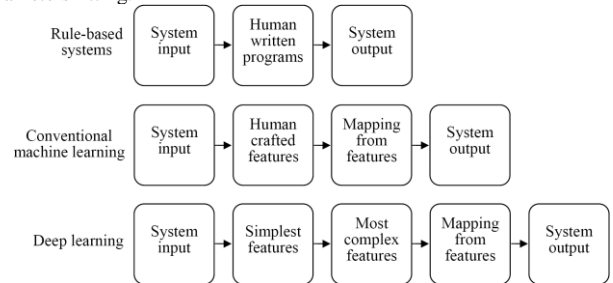 Rule-based
systems
System
input
Human
written
programs
System
output
Conventional
machine learning
System
input
Human
crafted
features
Mapping
from
features
System
output
Deep learning
System
input
Simplest
features
Most
complex
features
Mapping
from
features
System
output